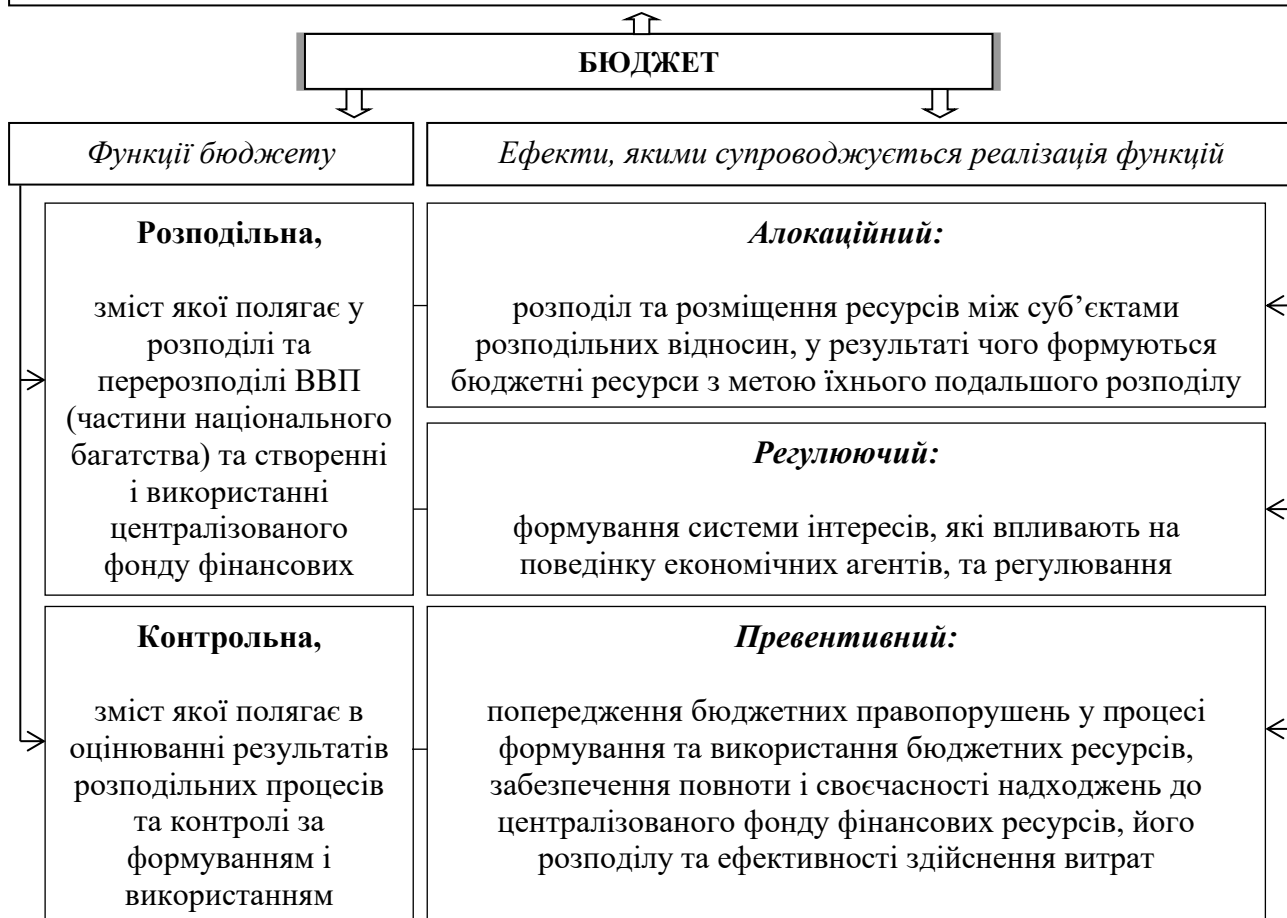 БЮДЖЕТ
Функції бюджету
Ефекти, якими супроводжується реалізація функцій
Розподільна,
зміст якої полягає у
розподілі та
перерозподілі ВВП
(частини національного
багатства) та створенні
і використанні
централізованого
фонду фінансових
Алокаційний:
розподіл та розміщення ресурсів між суб’єктами
розподільних відносин, у результаті чого формуються
бюджетні ресурси з метою їхнього подальшого розподілу
Регулюючий:
формування системи інтересів, які впливають на
поведінку економічних агентів, та регулювання
Контрольна,
зміст якої полягає в
оцінюванні результатів
розподільних процесів
та контролі за
формуванням і
використанням
Превентивний:
попередження бюджетних правопорушень у процесі
формування та використання бюджетних ресурсів,
забезпечення повноти і своєчасності надходжень до
централізованого фонду фінансових ресурсів, його
розподілу та ефективності здійснення витрат